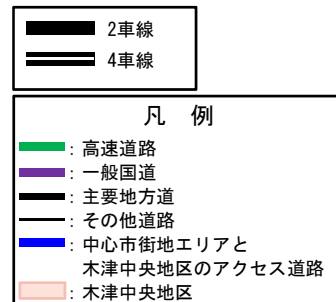 2車線
4車線
凡 例
: 高速道路
: 一般国道
: 主要地方道
: その他道路
: 中心市街地エリアと
木津中央地区のアクセス道路
: 木津中央地区